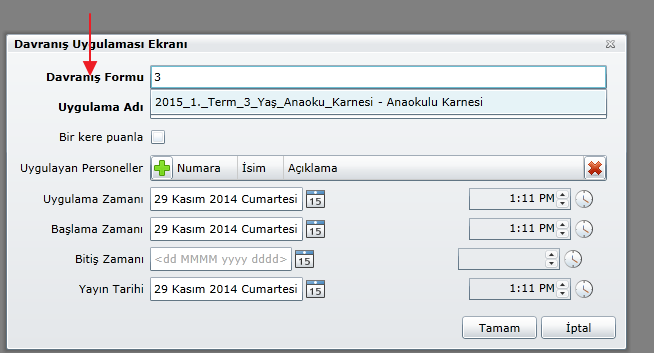 Davranış Uygulaması Ekranı
Davranış Formu 3
2015_1._Term_3_Yaş_Anaoku_Karnesi - Anaokulu Karnesi
Uygulama Adı
Bir kere puanla
Uygulayan Personeller Numara İsim Açıklama
Uygulama Zamanı 29 Kasım 2014 Cumartesi 15 1:11 PM
Başlama Zamanı 29 Kasım 2014 Cumartesi 15 1:11 PM
Bitiş Zamanı <dd MMMM yyyy dddd> 15
Yayın Tarihi 29 Kasım 2014 Cumartesi 15 1:11 PM
Tamam İptal